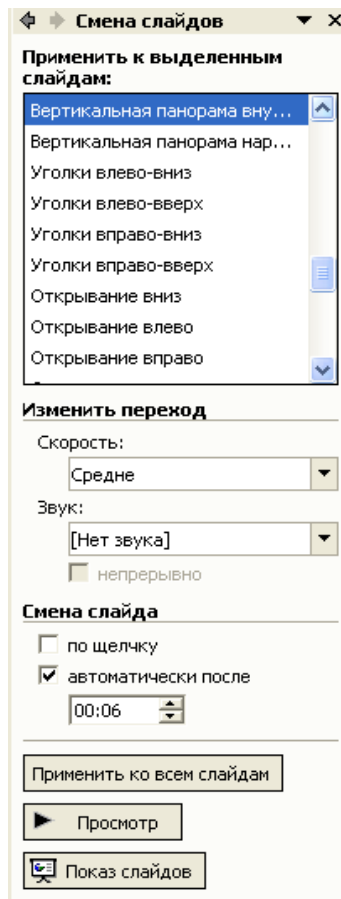 Смена слайдов
Применить к выделенным
слайдам:
Вертикальная панорама вну...
Вертикальная панорама нар...
Уголки влево-вниз
Уголки влево-вверх
Уголки вправо-вниз
Уголки вправо-вверх
Открывание вниз
Открывание влево
Открывание вправо
Изменить переход
Скорость:
Средне
Звук:
[Нет звука]
непрерывно
Смена слайда
по щелчку
автоматически после
00:06
Применить ко всем слайдам
Просмотр
Показ слайдов